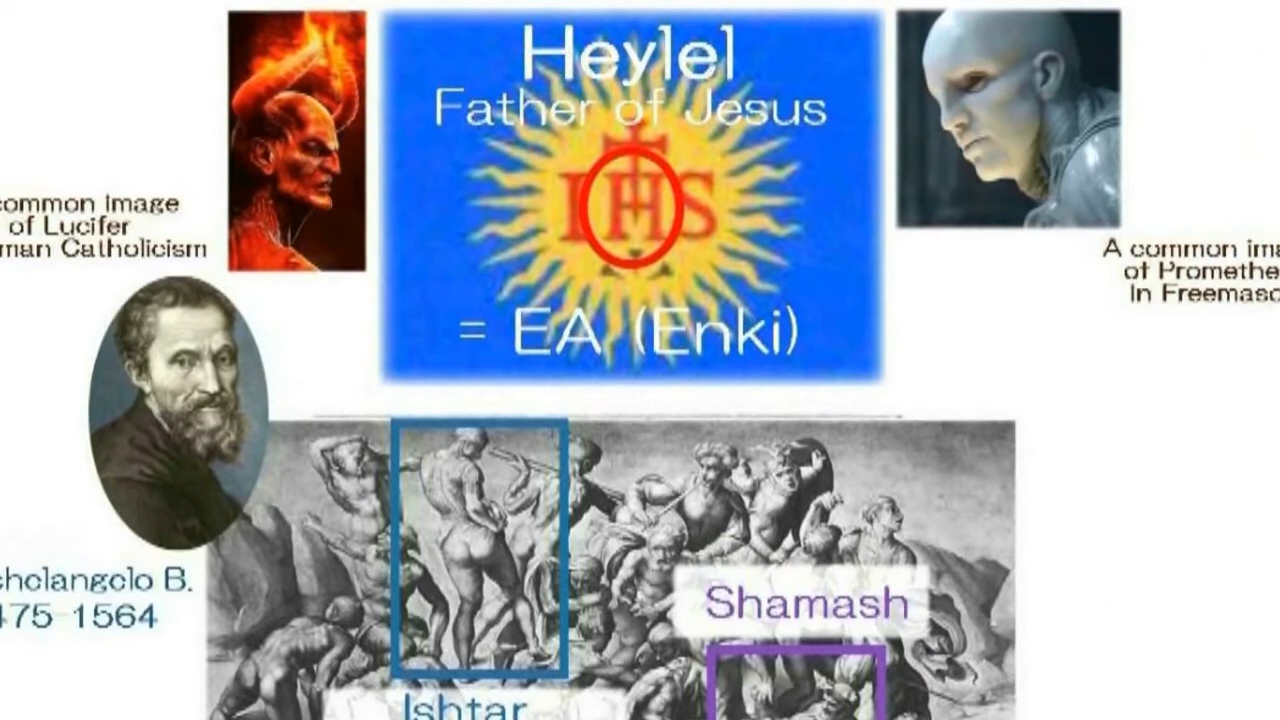 Heylel
Father of Jesus
IHS
= EA (Enki)
common image
of Lucifer
man Catholicism
A common ima
of Promethe
In Freemaso
chelangelo B.
475-1564
Shamash
Ishtar